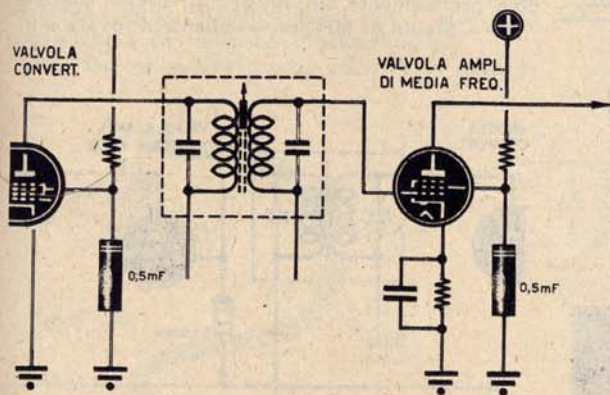 VALVOLA
CONVERT.
VALVOLA AMPL.
DI MEDIA FREQ.
0,5mF
0,5mF